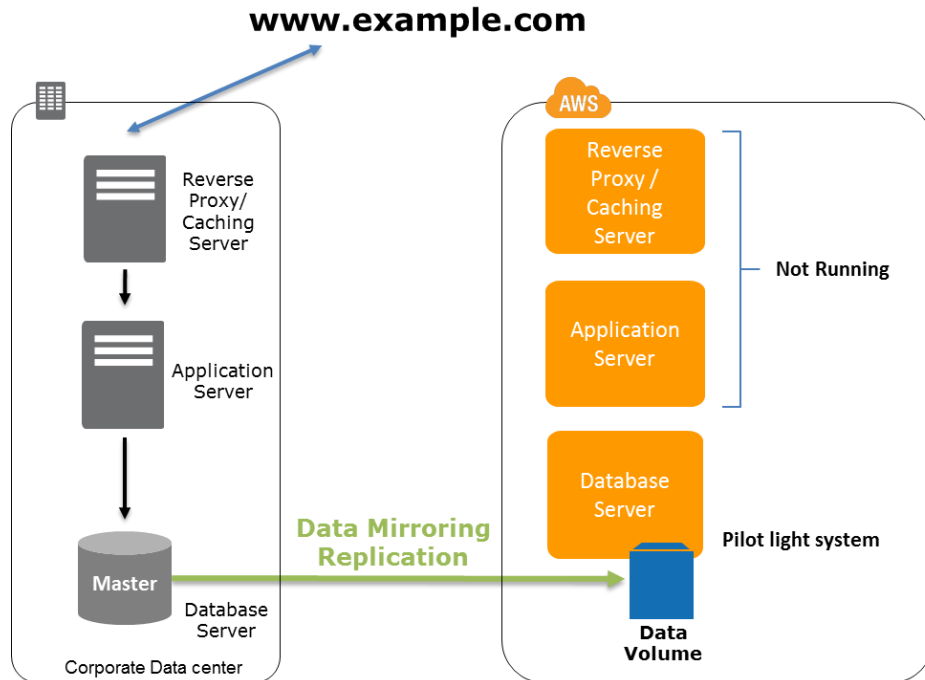 www.example.com
AWS
Reverse
Proxy/
Caching
Server
Application
Server
Master
Database
Server
Corporate Data center
Data Mirroring
Replication
Reverse
Proxy /
Caching
Server
Not Running
Application
Server
Database
Server
Pilot light system
Data
Volume